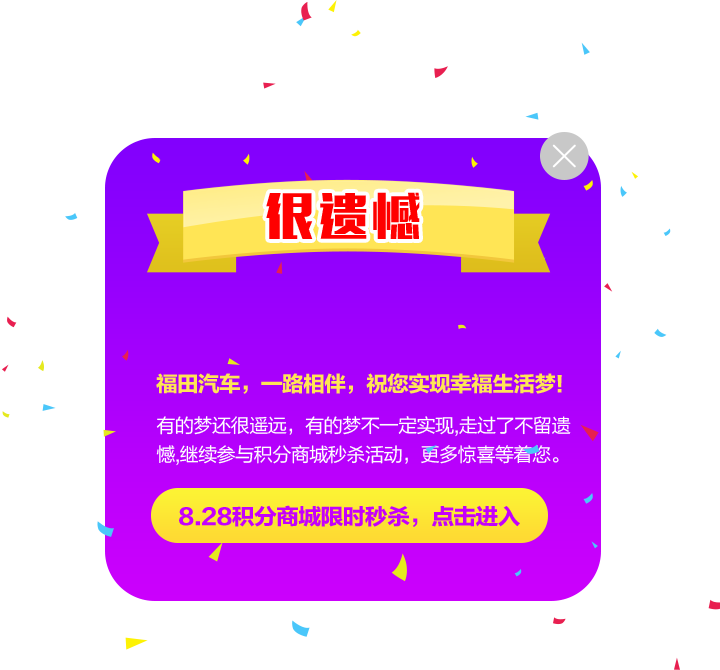 很遗憾
福田汽车，一路相伴，祝您实现幸福生活梦!
有的梦还很遥远，有的梦不一定实现,走过了不留遗
憾,继续参与积分商城秒杀活动，更多惊喜等着您。
8.28积分商城限时秒杀，点击进入